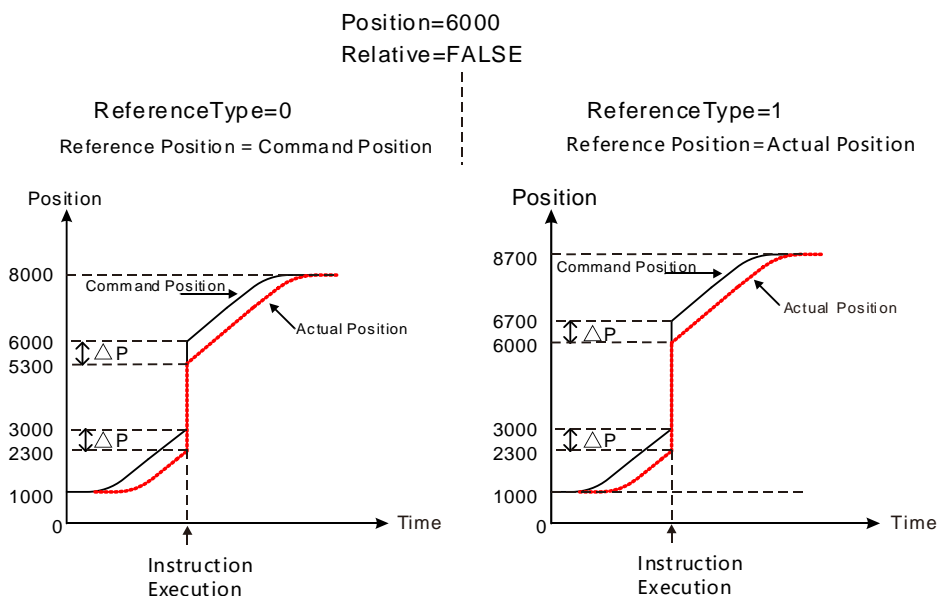 Position=6000
Relative=FALSE
ReferenceType=0
Reference Position = Command Position
Position
8000
Command Position
Actual Position
6000
△P
5300
3000
△P
2300
1000
0
Time
Instruction
Execution
ReferenceType=1
Reference Position=Actual Position
Position
8700
Command Position
Actual Position
6700
△P
6000
3000
△P
2300
1000
0
Time
Instruction
Execution